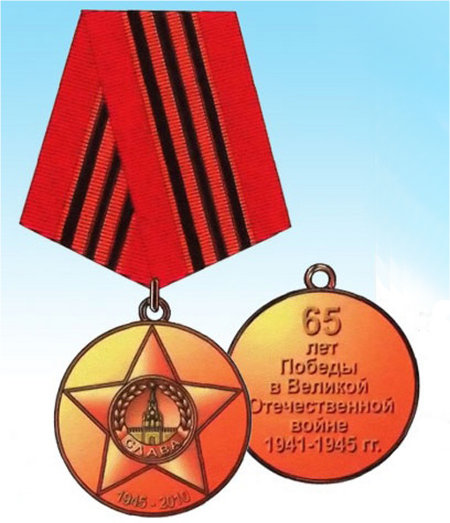 СЛАВА
1945-2010
65
лет
Победы
в Великой
Отечественной
войне
1941-1945 гг.